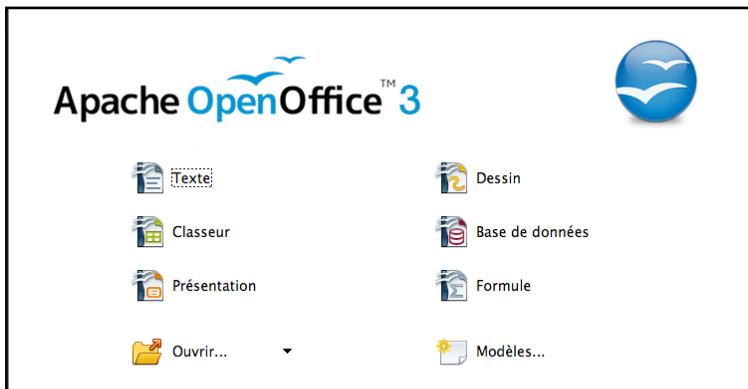 Apache OpenOffice™ 3
Texte
Dessin
Classeur
Base de données
Présentation
Formule
Ouvrir...
Modèles...